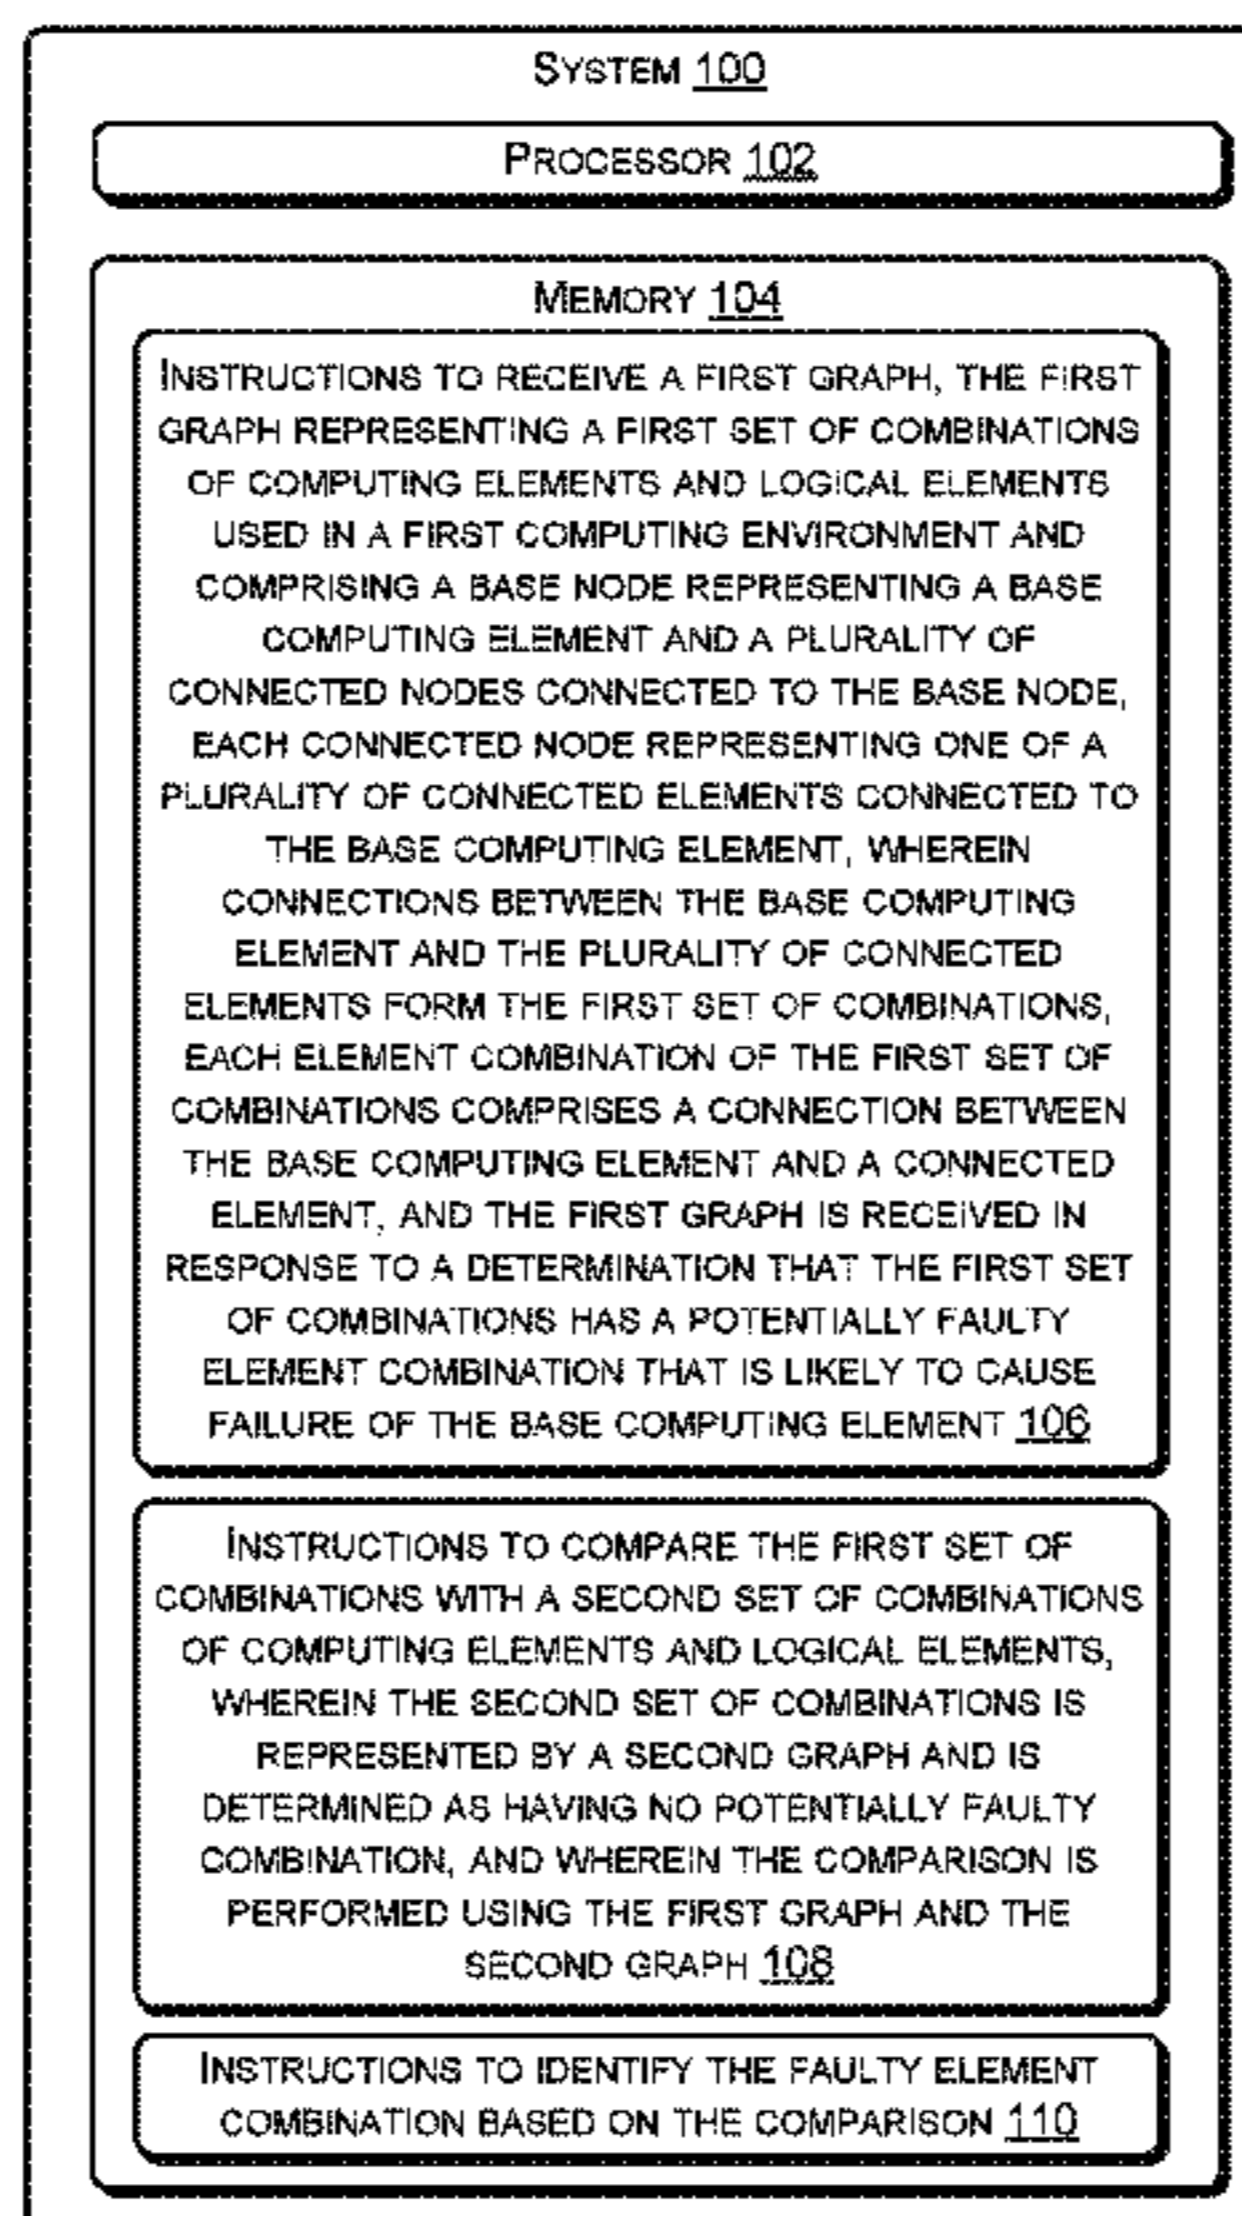 SYSTEM 100
PROCESSOR 102
MEMORY 104
INSTRUCTIONS TO RECEIVE A FIRST GRAPH, THE FIRST
GRAPH REPRESENTING A FIRST SET OF COMBINATIONS
OF COMPUTING ELEMENTS AND LOGICAL ELEMENTS
USED IN A FIRST COMPUTING ENVIRONMENT AND
COMPRISING A BASE NODE REPRESENTING A BASE
COMPUTING ELEMENT AND A PLURALITY OF
CONNECTED NODES CONNECTED TO THE BASE NODE,
EACH CONNECTED NODE REPRESENTING ONE OF A
PLURALITY OF CONNECTED ELEMENTS CONNECTED TO
THE BASE COMPUTING ELEMENT, WHEREIN
CONNECTIONS BETWEEN THE BASE COMPUTING
ELEMENT AND THE PLURALITY OF CONNECTED
ELEMENTS FORM THE FIRST SET OF COMBINATIONS,
EACH ELEMENT COMBINATION OF THE FIRST SET OF
COMBINATIONS COMPRISES A CONNECTION BETWEEN
THE BASE COMPUTING ELEMENT AND A CONNECTED
ELEMENT, AND THE FIRST GRAPH IS RECEIVED IN
RESPONSE TO A DETERMINATION THAT THE FIRST SET
OF COMBINATIONS HAS A POTENTIALLY FAULTY
ELEMENT COMBINATION THAT IS LIKELY TO CAUSE
FAILURE OF THE BASE COMPUTING ELEMENT 106
INSTRUCTIONS TO COMPARE THE FIRST SET OF
COMBINATIONS WITH A SECOND SET OF COMBINATIONS
OF COMPUTING ELEMENTS AND LOGICAL ELEMENTS,
WHEREIN THE SECOND SET OF COMBINATIONS IS
REPRESENTED BY A SECOND GRAPH AND IS
DETERMINED AS HAVING NO POTENTIALLY FAULTY
COMBINATION, AND WHEREIN THE COMPARISON IS
PERFORMED USING THE FIRST GRAPH AND THE
SECOND GRAPH 108
INSTRUCTIONS TO IDENTIFY THE FAULTY ELEMENT
COMBINATION BASED ON THE COMPARISON 110